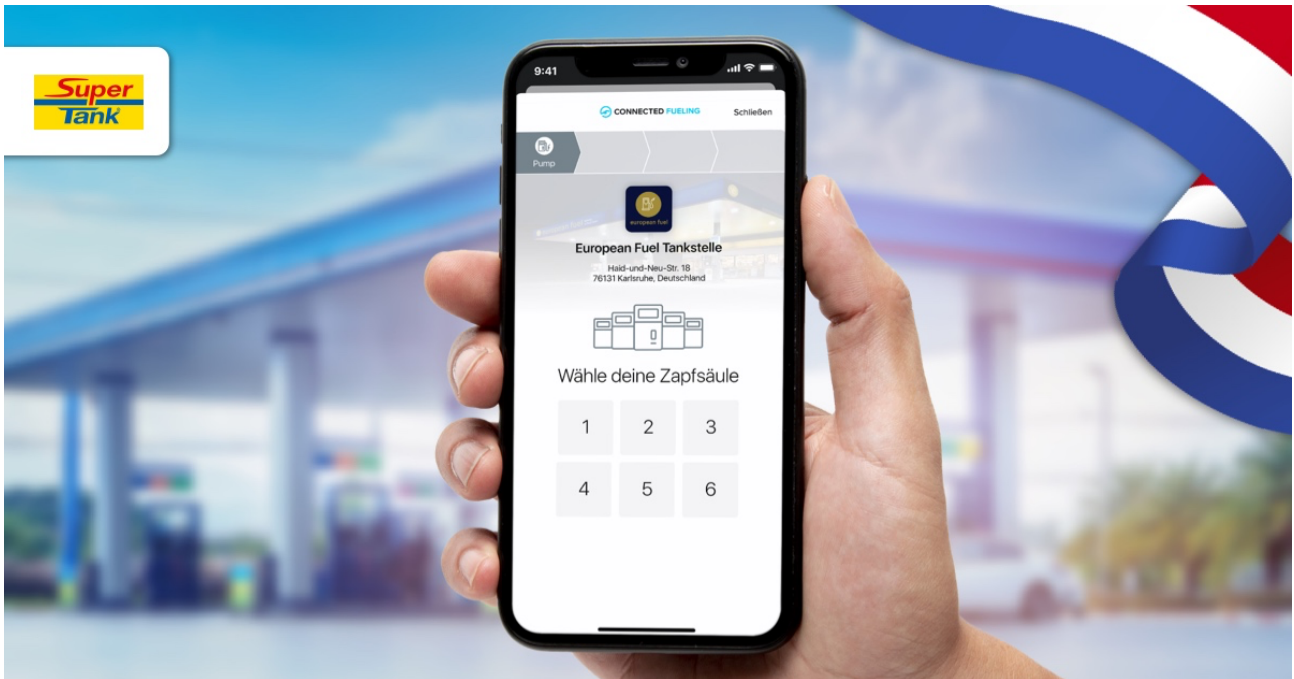 Super
Tank
9:41
CONNECTED FUELING
Schließen
Pump
european fuel
European Fuel Tankstelle
Haid-und-Neu-Str. 18
76131 Karlsruhe, Deutschland
Wähle deine Zapfsäule
1 2 3
4 5 6